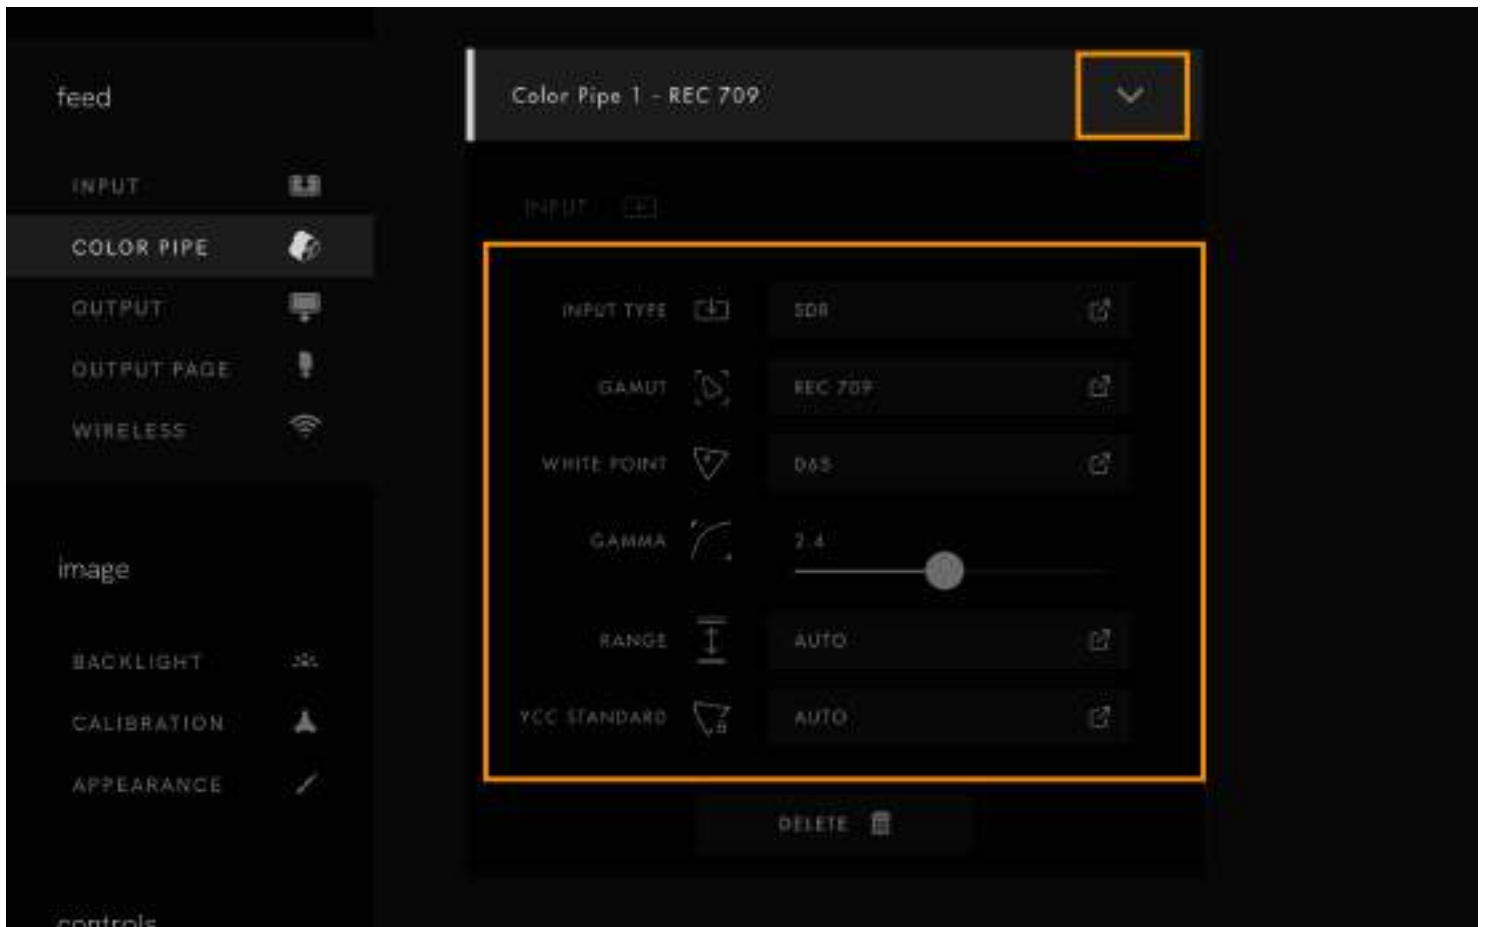 feed
INPUT
COLOR PIPE
OUTPUT
OUTPUT PAGE
WIRELESS
image
BACKLIGHT
CALIBRATION
APPEARANCE
controls
Color Pipe 1 - REC 709
INPUT
INPUT TYPE SDR
GAMUT REC 709
WHITE POINT D65
GAMMA 2.4
RANGE AUTO
YCC STANDARD AUTO
DELETE